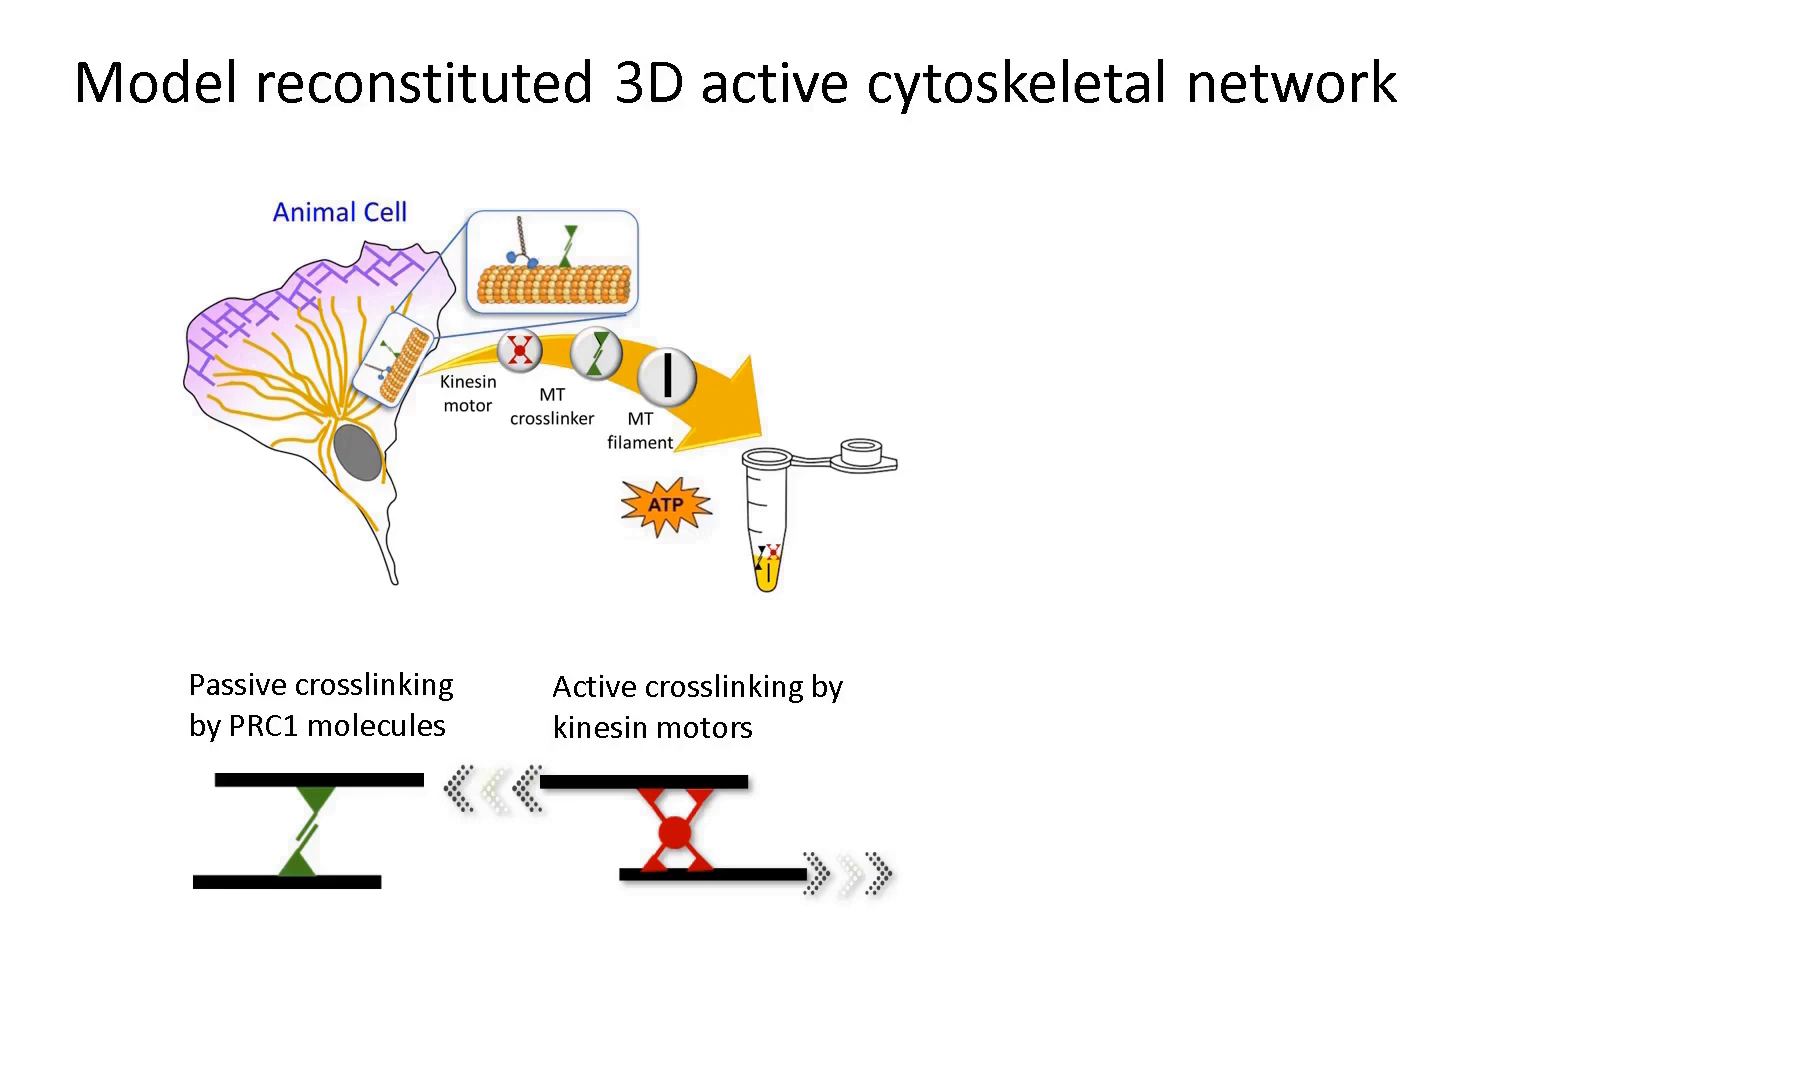 Model reconstituted 3D active cytoskeletal network
Animal Cell
Kinesin
motor
MT
crosslinker
MT
filament
ATP
Passive crosslinking
by PRC1 molecules
Active crosslinking by
kinesin motors